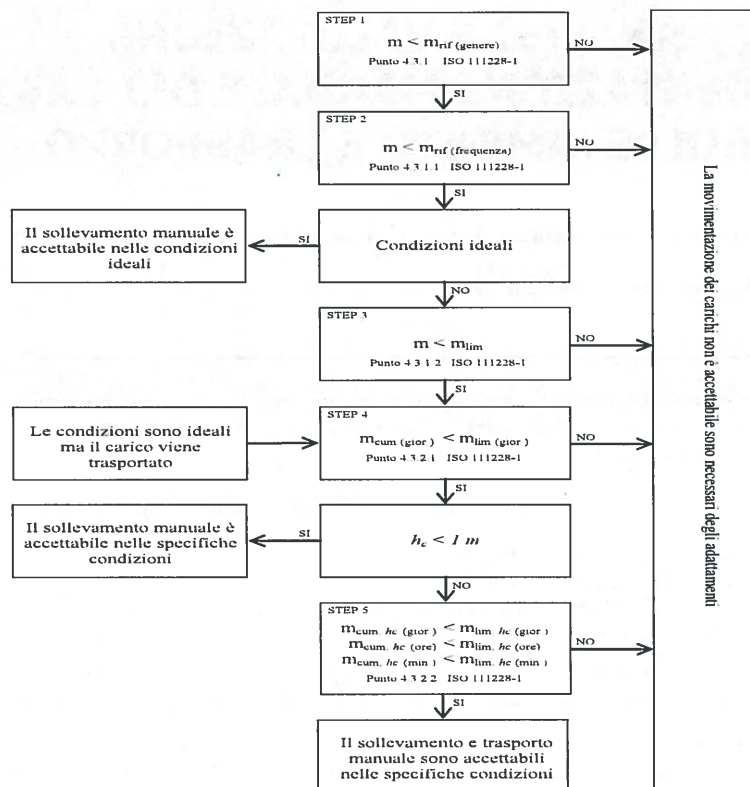 STEP 1
m < mrif (genere)
Punto 4.3.1 ISO 111228-1
NO
SI
STEP 2
m < mrif (frequenza)
Punto 4.3.1.1 ISO 111228-1
NO
SI
Il sollevamento manuale è
accettabile nelle condizioni
ideali
SI
Condizioni ideali
NO
STEP 3
m < mlim
Punto 4.3.1.2 ISO 111228-1
NO
SI
Le condizioni sono ideali
ma il carico viene
trasportato
STEP 4
mcum (gior) < mlim (gior)
Punto 4.3.2.1 ISO 111228-1
NO
SI
Il sollevamento manuale è
accettabile nelle specifiche
condizioni
SI
hc < 1 m
NO
STEP 5
mcum, hc (gior) < mlim, hc (gior)
mcum, hc (ore) < mlim, hc (ore)
mcum, hc (min) < mlim, hc (min)
Punto 4.3.2.2 ISO 111228-1
NO
SI
Il sollevamento e trasporto
manuale sono accettabili
nelle specifiche condizioni
La movimentazione dei carichi non è accettabile sono necessari degli adattamenti